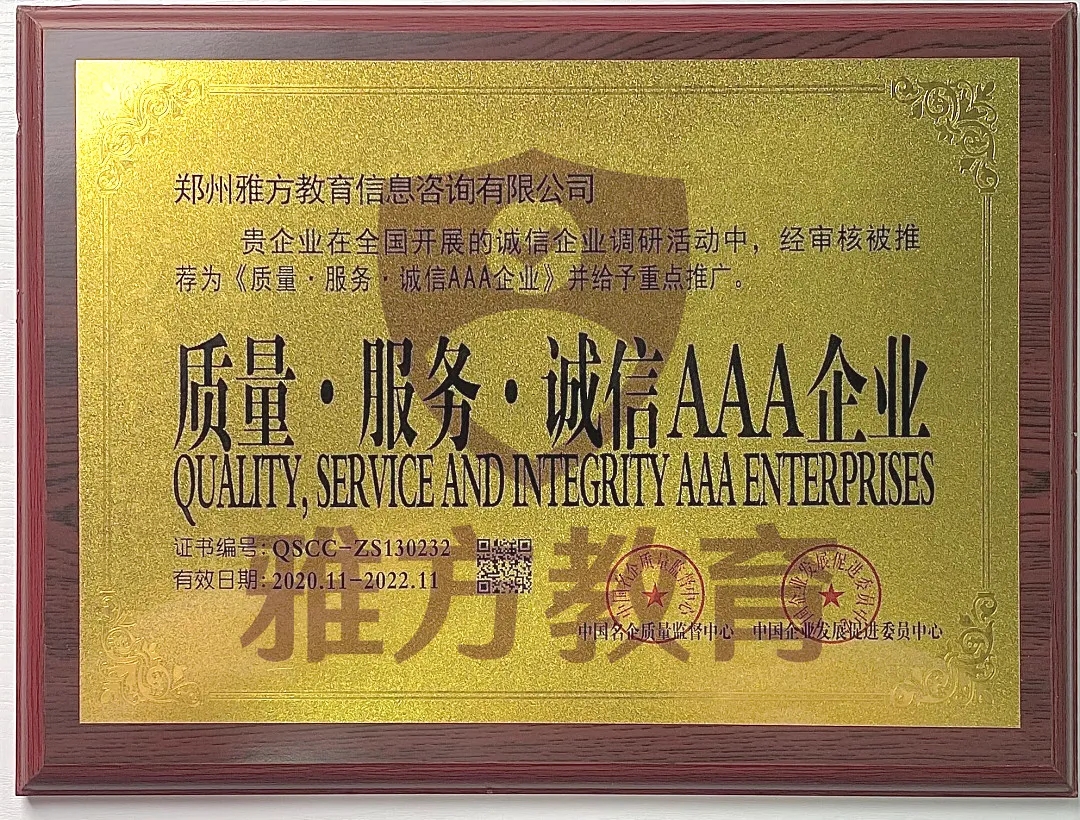 郑州雅方教育信息咨询有限公司
贵企业在全国开展的诚信企业调研活动中，经审核被推
荐为《质量·服务·诚信AAA企业》并给予重点推广。
质量·服务·诚信AAA企业
QUALITY, SERVICE AND INTEGRITY AAA ENTERPRISES
证书编号:QSCC-ZS130232
有效日期:2020.11-2022.11
雅方教育
中国名企质量监督中心
中国企业发展促进委员中心